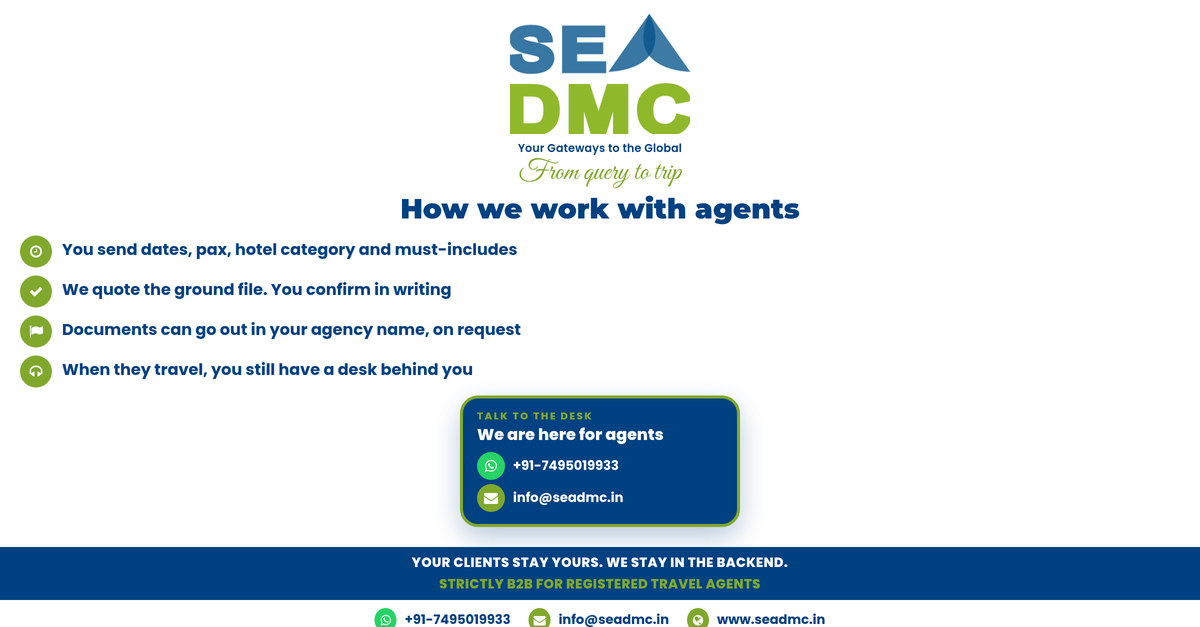 SEA
DMC
Your Gateways to the Global
From query to trip
How we work with agents
You send dates, pax, hotel category and must-includes
We quote the ground file. You confirm in writing
Documents can go out in your agency name, on request
When they travel, you still have a desk behind you
TALK TO THE DESK
We are here for agents
+91-7495019933
info@seadmc.in
YOUR CLIENTS STAY YOURS. WE STAY IN THE BACKEND.
STRICTLY B2B FOR REGISTERED TRAVEL AGENTS
+91-7495019933 info@seadmc.in www.seadmc.in